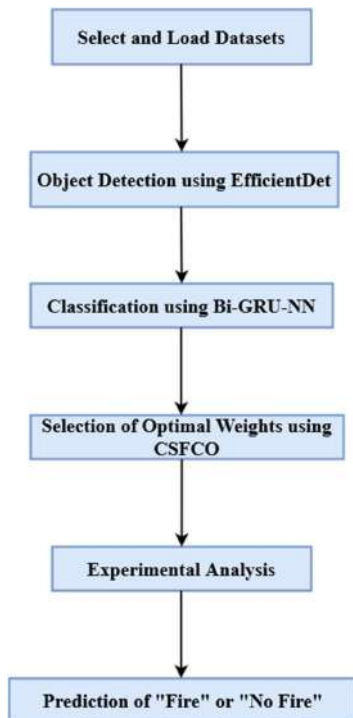 Select and Load Datasets
Object Detection using EfficientDet
Classification using Bi-GRU-NN
Selection of Optimal Weights using
CSFCO
Experimental Analysis
Prediction of "Fire" or "No Fire"